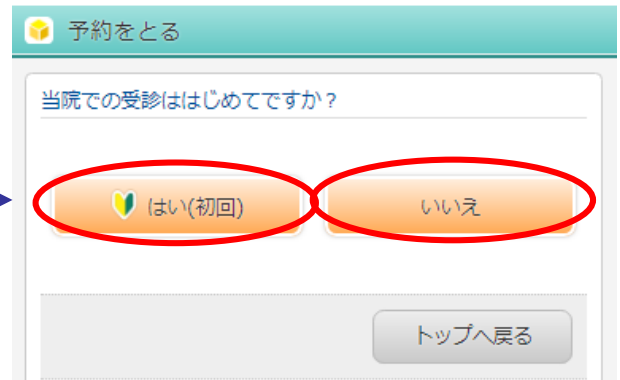 予約をとる
当院での受診ははじめてですか？
はい(初回)
いいえ
トップへ戻る